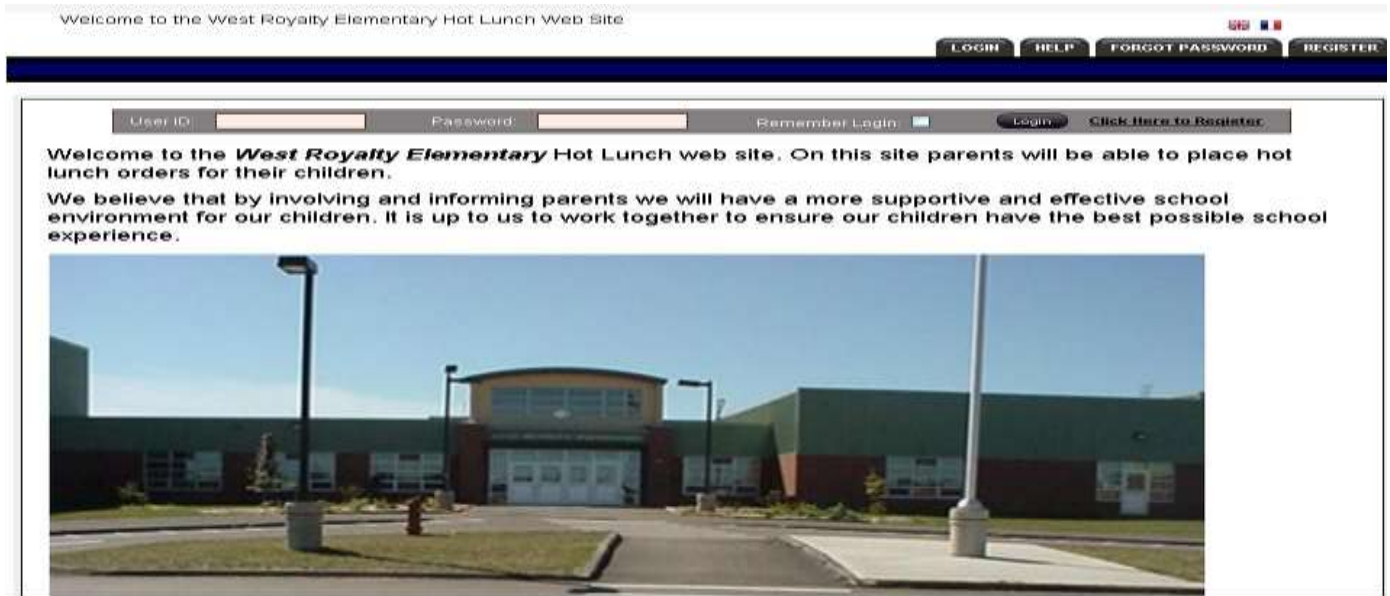 Welcome to the West Royalty Elementary Hot Lunch Web Site
LOGIN HELP FORGOT PASSWORD REGISTER
User ID: Password: Remember Login: Login Click Here to Register
Welcome to the West Royalty Elementary Hot Lunch web site. On this site parents will be able to place hot
lunch orders for their children.
We believe that by involving and informing parents we will have a more supportive and effective school
environment for our children. It is up to us to work together to ensure our children have the best possible school
experience.